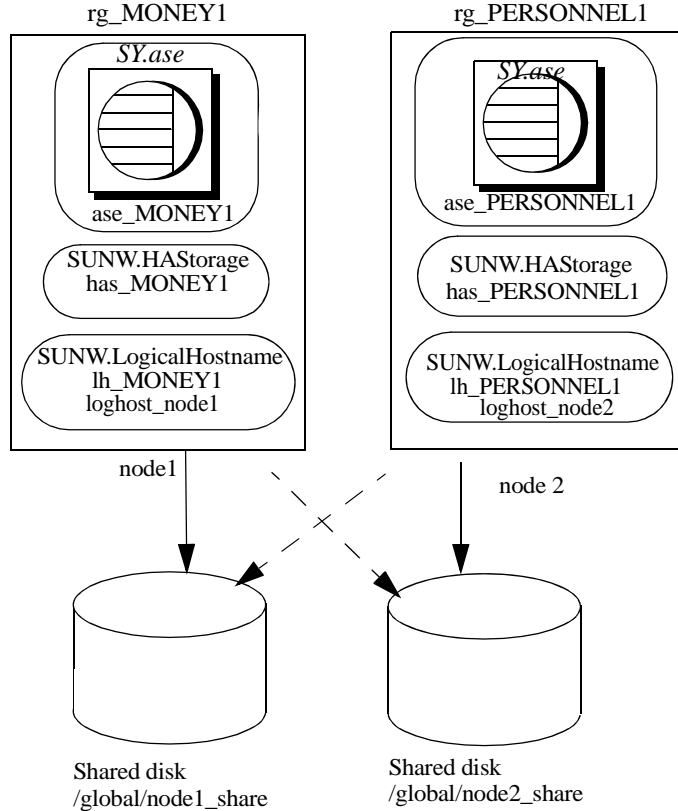 rg_MONEY1
SY.ase
ase_MONEY1
SUNW.HAStorage
has_MONEY1
SUNW.LogicalHostname
lh_MONEY1
loghost_node1
node1
rg_PERSONNEL1
SY.ase
ase_PERSONNEL1
SUNW.HAStorage
has_PERSONNEL1
SUNW.LogicalHostname
lh_PERSONNEL1
loghost_node2
node 2
Shared disk
/global/node1_share
Shared disk
/global/node2_share